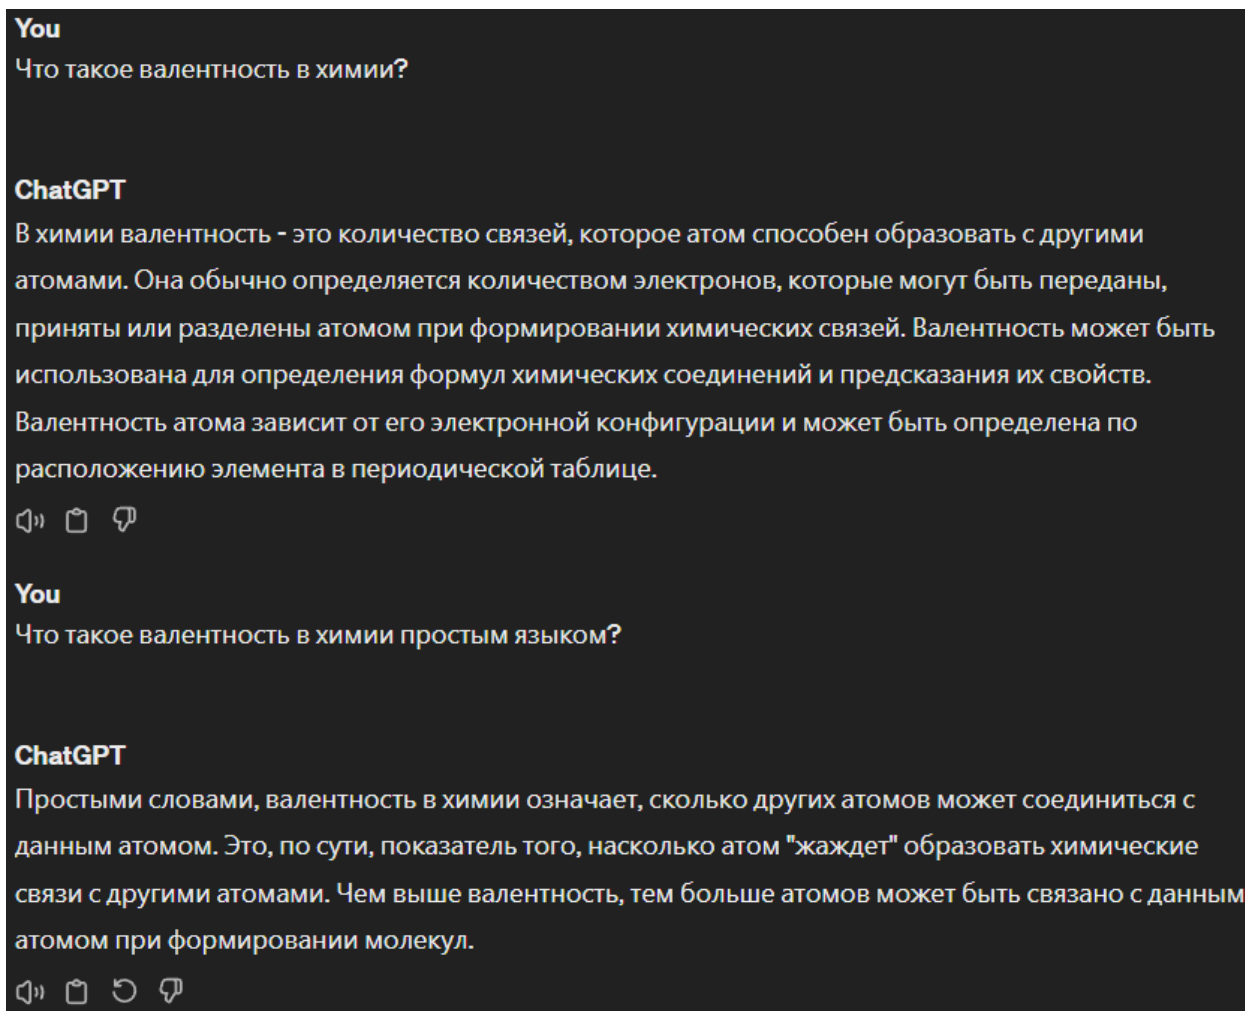 You
Что такое валентность в химии?
ChatGPT
В химии валентность - это количество связей, которое атом способен образовать с другими
атомами. Она обычно определяется количеством электронов, которые могут быть переданы,
приняты или разделены атомом при формировании химических связей. Валентность может быть
использована для определения формул химических соединений и предсказания их свойств.
Валентность атома зависит от его электронной конфигурации и может быть определена по
расположению элемента в периодической таблице.
You
Что такое валентность в химии простым языком?
ChatGPT
Простыми словами, валентность в химии означает, сколько других атомов может соединиться с
данным атомом. Это, по сути, показатель того, насколько атом "жаждет" образовать химические
связи с другими атомами. Чем выше валентность, тем больше атомов может быть связано с данным
атомом при формировании молекул.